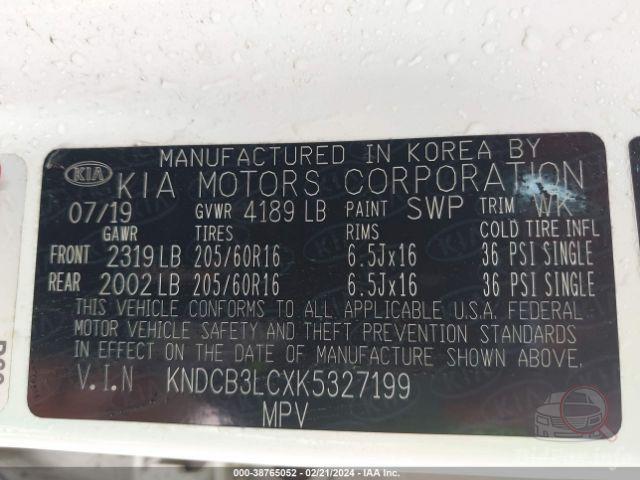 MANUFACTURED IN KOREA BY
KIA KIA MOTORS CORPORATION
07/19 GVWR 4189 LB PAINT SWP TRIM WK
GAWR TIRES RIMS COLD TIRE INFL
FRONT 2319 LB 205/60R16 6.5Jx16 36 PSI SINGLE
REAR 2002 LB 205/60R16 6.5Jx16 36 PSI SINGLE
THIS VEHICLE CONFORMS TO ALL APPLICABLE U.S.A. FEDERAL
MOTOR VEHICLE SAFETY AND THEFT PREVENTION STANDARDS
IN EFFECT ON THE DATE OF MANUFACTURE SHOWN ABOVE.
V.I.N KNDCB3LCXK5327199
MPV
000-38765052 - 02/21/2024 - IAA Inc.